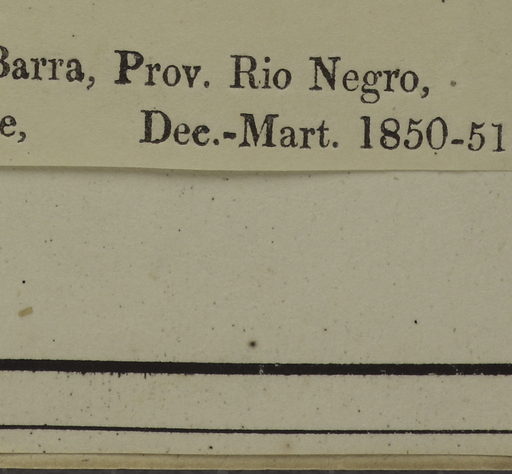 Barra, Prov. Rio Negro,
e, Dec.-Mart. 1850-51